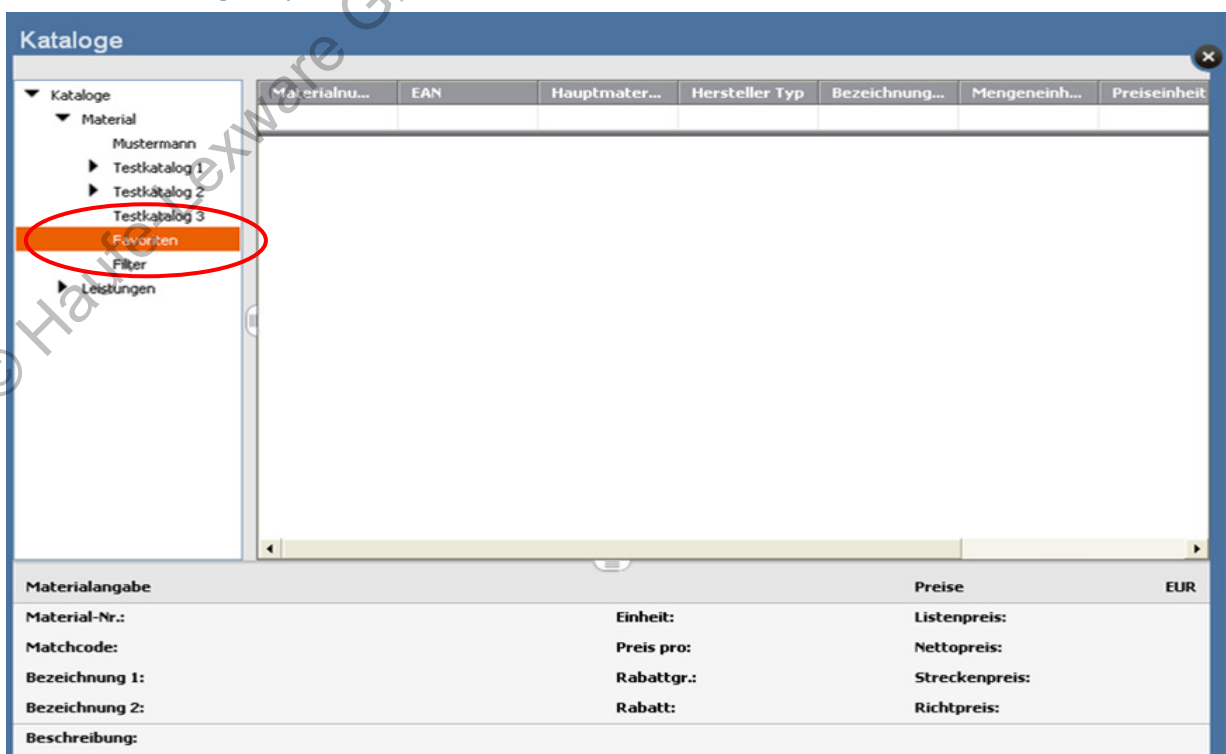 Kataloge
Kataloge
Material
Mustermann
Testkatalog 1
Testkatalog 2
Testkatalog 3
Favoriten
Filter
Leistungen
Materialnu... EAN Hauptmater... Hersteller Typ Bezeichnung... Mengeneinh... Preiseinheit
Materialangabe Preise EUR
Material-Nr.: Einheit: Listenpreis:
Matchcode: Preis pro: Nettopreis:
Bezeichnung 1: Rabattgr.: Streckenpreis:
Bezeichnung 2: Rabatt: Richtpreis:
Beschreibung:
© Haufe-Lexware